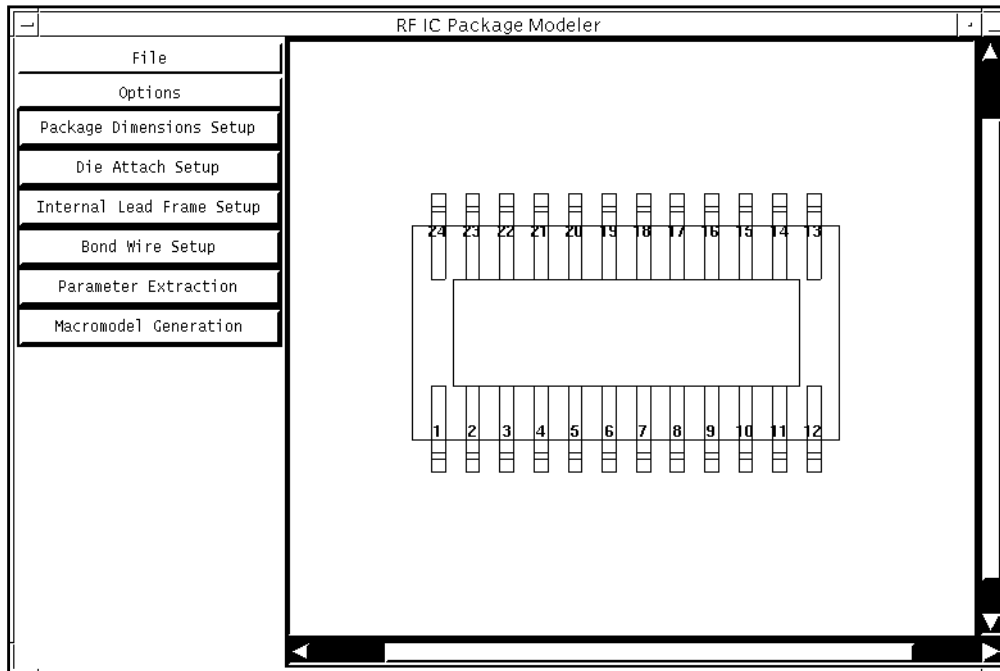 RF IC Package Modeler
File
Options
Package Dimensions Setup
Die Attach Setup
Internal Lead Frame Setup
Bond Wire Setup
Parameter Extraction
Macromodel Generation
24 23 22 21 20 19 18 17 16 15 14 13
1 2 3 4 5 6 7 8 9 10 11 12